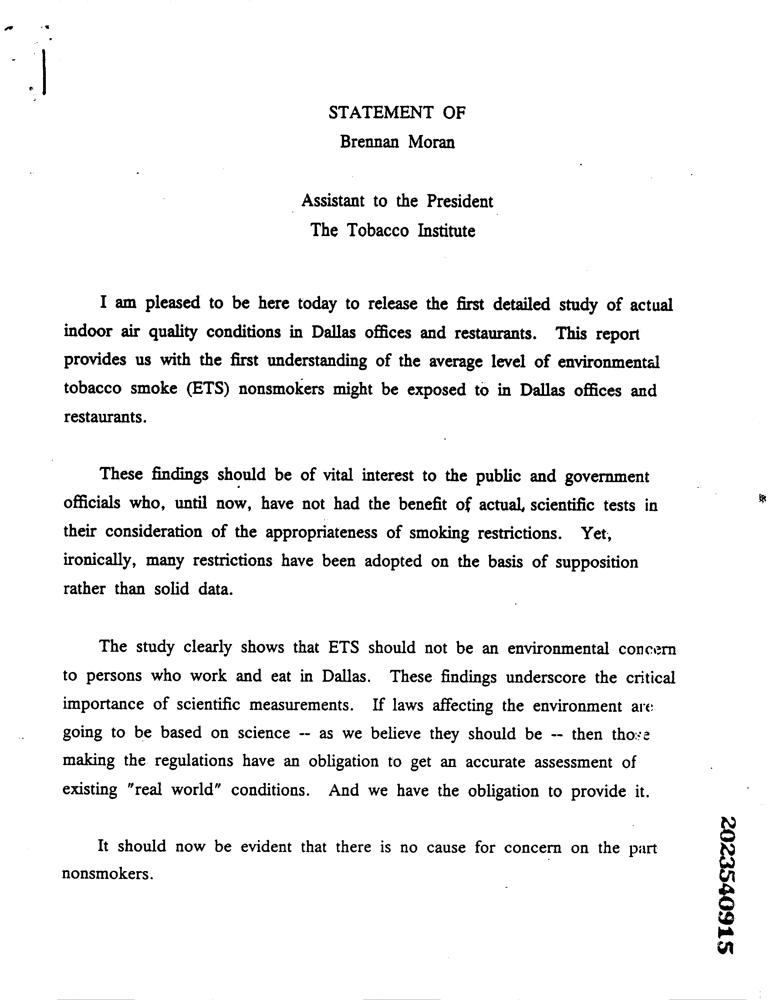 STATEMENT OF
Brennan Moran
Assistant to the President
The Tobacco Institute
I am pleased to be here today to release the first detailed study of actual
indoor air quality conditions in Dallas offices and restaurants. This report
provides us with the first understanding of the average level of environmental
tobacco smoke (ETS) nonsmokers might be exposed to in Dallas offices and
restaurants.
These findings should be of vital interest to the public and government
officials who, until now, have not had the benefit of actual, scientific tests in
their consideration of the appropriateness of smoking restrictions. Yet,
ironically, many restrictions have been adopted on the basis of supposition
rather than solid data.
The study clearly shows that ETS should not be an environmental concern
to persons who work and eat in Dallas. These findings underscore the critical
importance of scientific measurements. If laws affecting the environment are
going to be based on science -- as we believe they should be -- then those
making the regulations have an obligation to get an accurate assessment of
existing "real world" conditions. And we have the obligation to provide it.
It should now be evident that there is no cause for concern on the part
nonsmokers.
2023540915